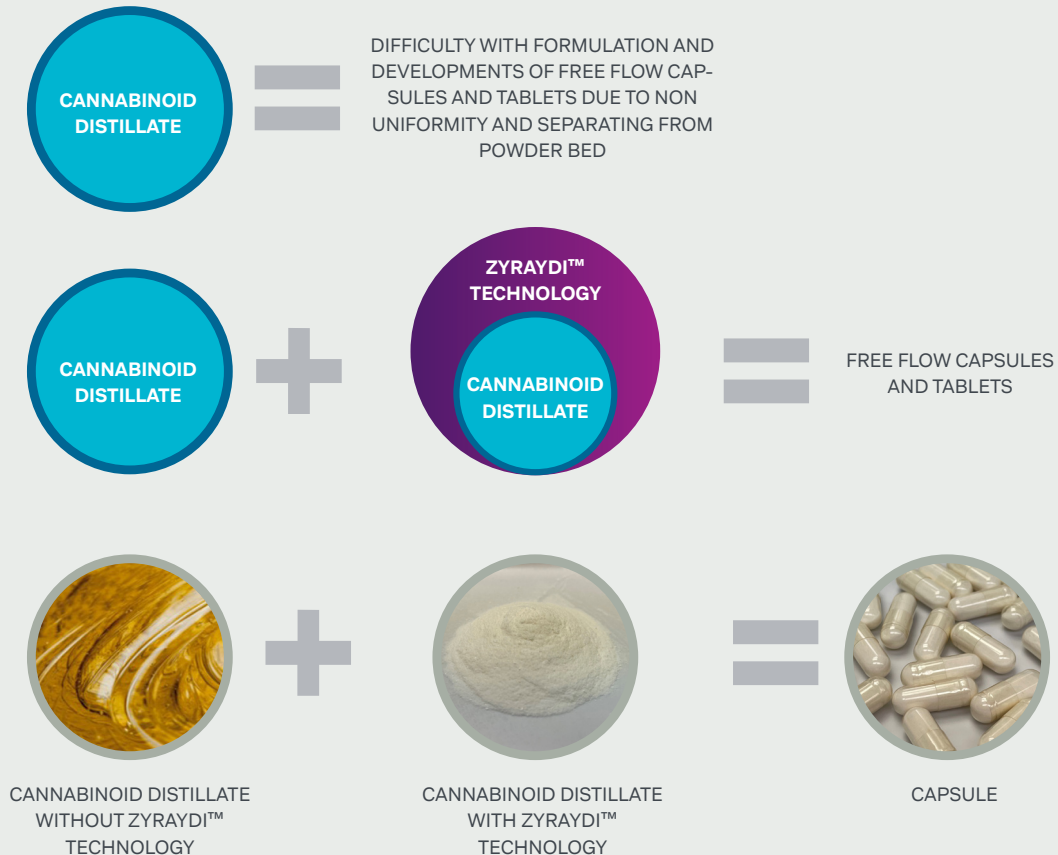 CANNABINOID
DISTILLATE
DIFFICULTY WITH FORMULATION AND
DEVELOPMENTS OF FREE FLOW CAP-
SULES AND TABLETS DUE TO NON
UNIFORMITY AND SEPARATING FROM
POWDER BED
CANNABINOID
DISTILLATE
ZYRAYDI™
TECHNOLOGY
CANNABINOID
DISTILLATE
FREE FLOW CAPSULES
AND TABLETS
CANNABINOID DISTILLATE
WITHOUT ZYRAYDI™
TECHNOLOGY
CANNABINOID DISTILLATE
WITH ZYRAYDI™
TECHNOLOGY
CAPSULE